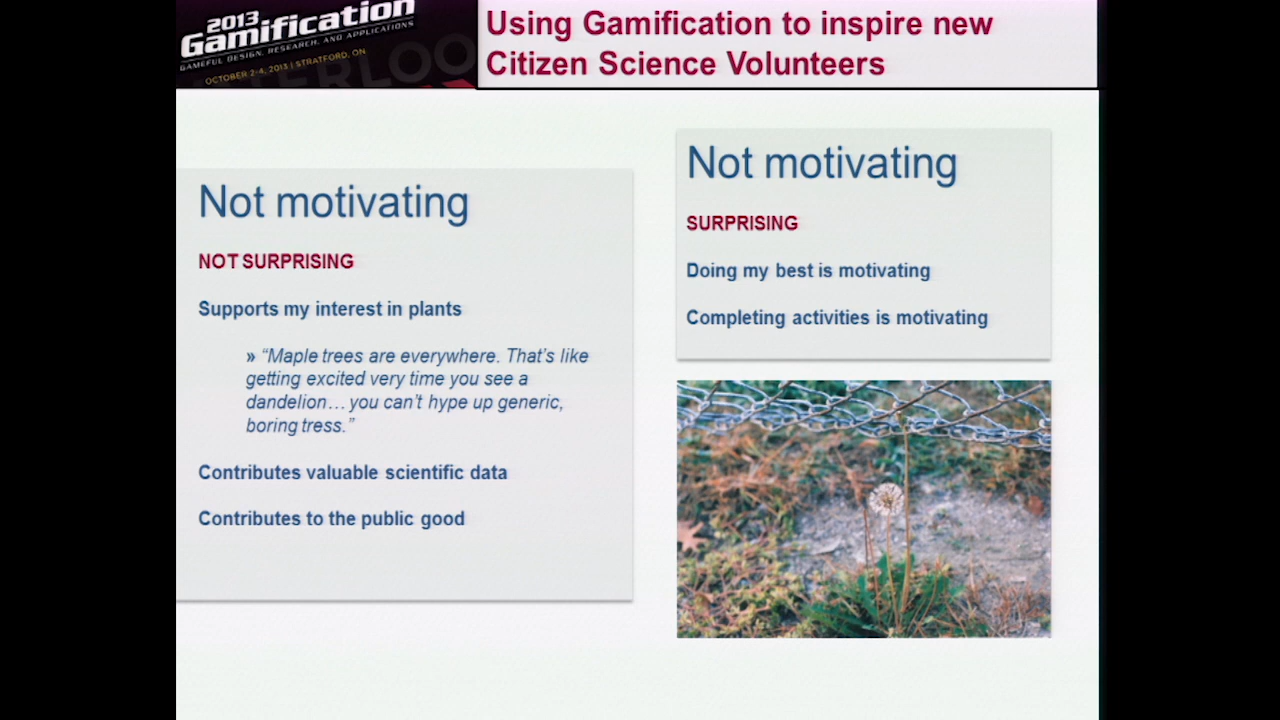 2013
Gamification
GAMEFUL DESIGN, RESEARCH, AND APPLICATIONS
OCTOBER 2-4, 2013 | STRATFORD, ON
Using Gamification to inspire new
Citizen Science Volunteers
Not motivating
NOT SURPRISING
Supports my interest in plants
» “Maple trees are everywhere. That’s like
getting excited very time you see a
dandelion… you can’t hype up generic,
boring tress.”
Contributes valuable scientific data
Contributes to the public good
Not motivating
SURPRISING
Doing my best is motivating
Completing activities is motivating